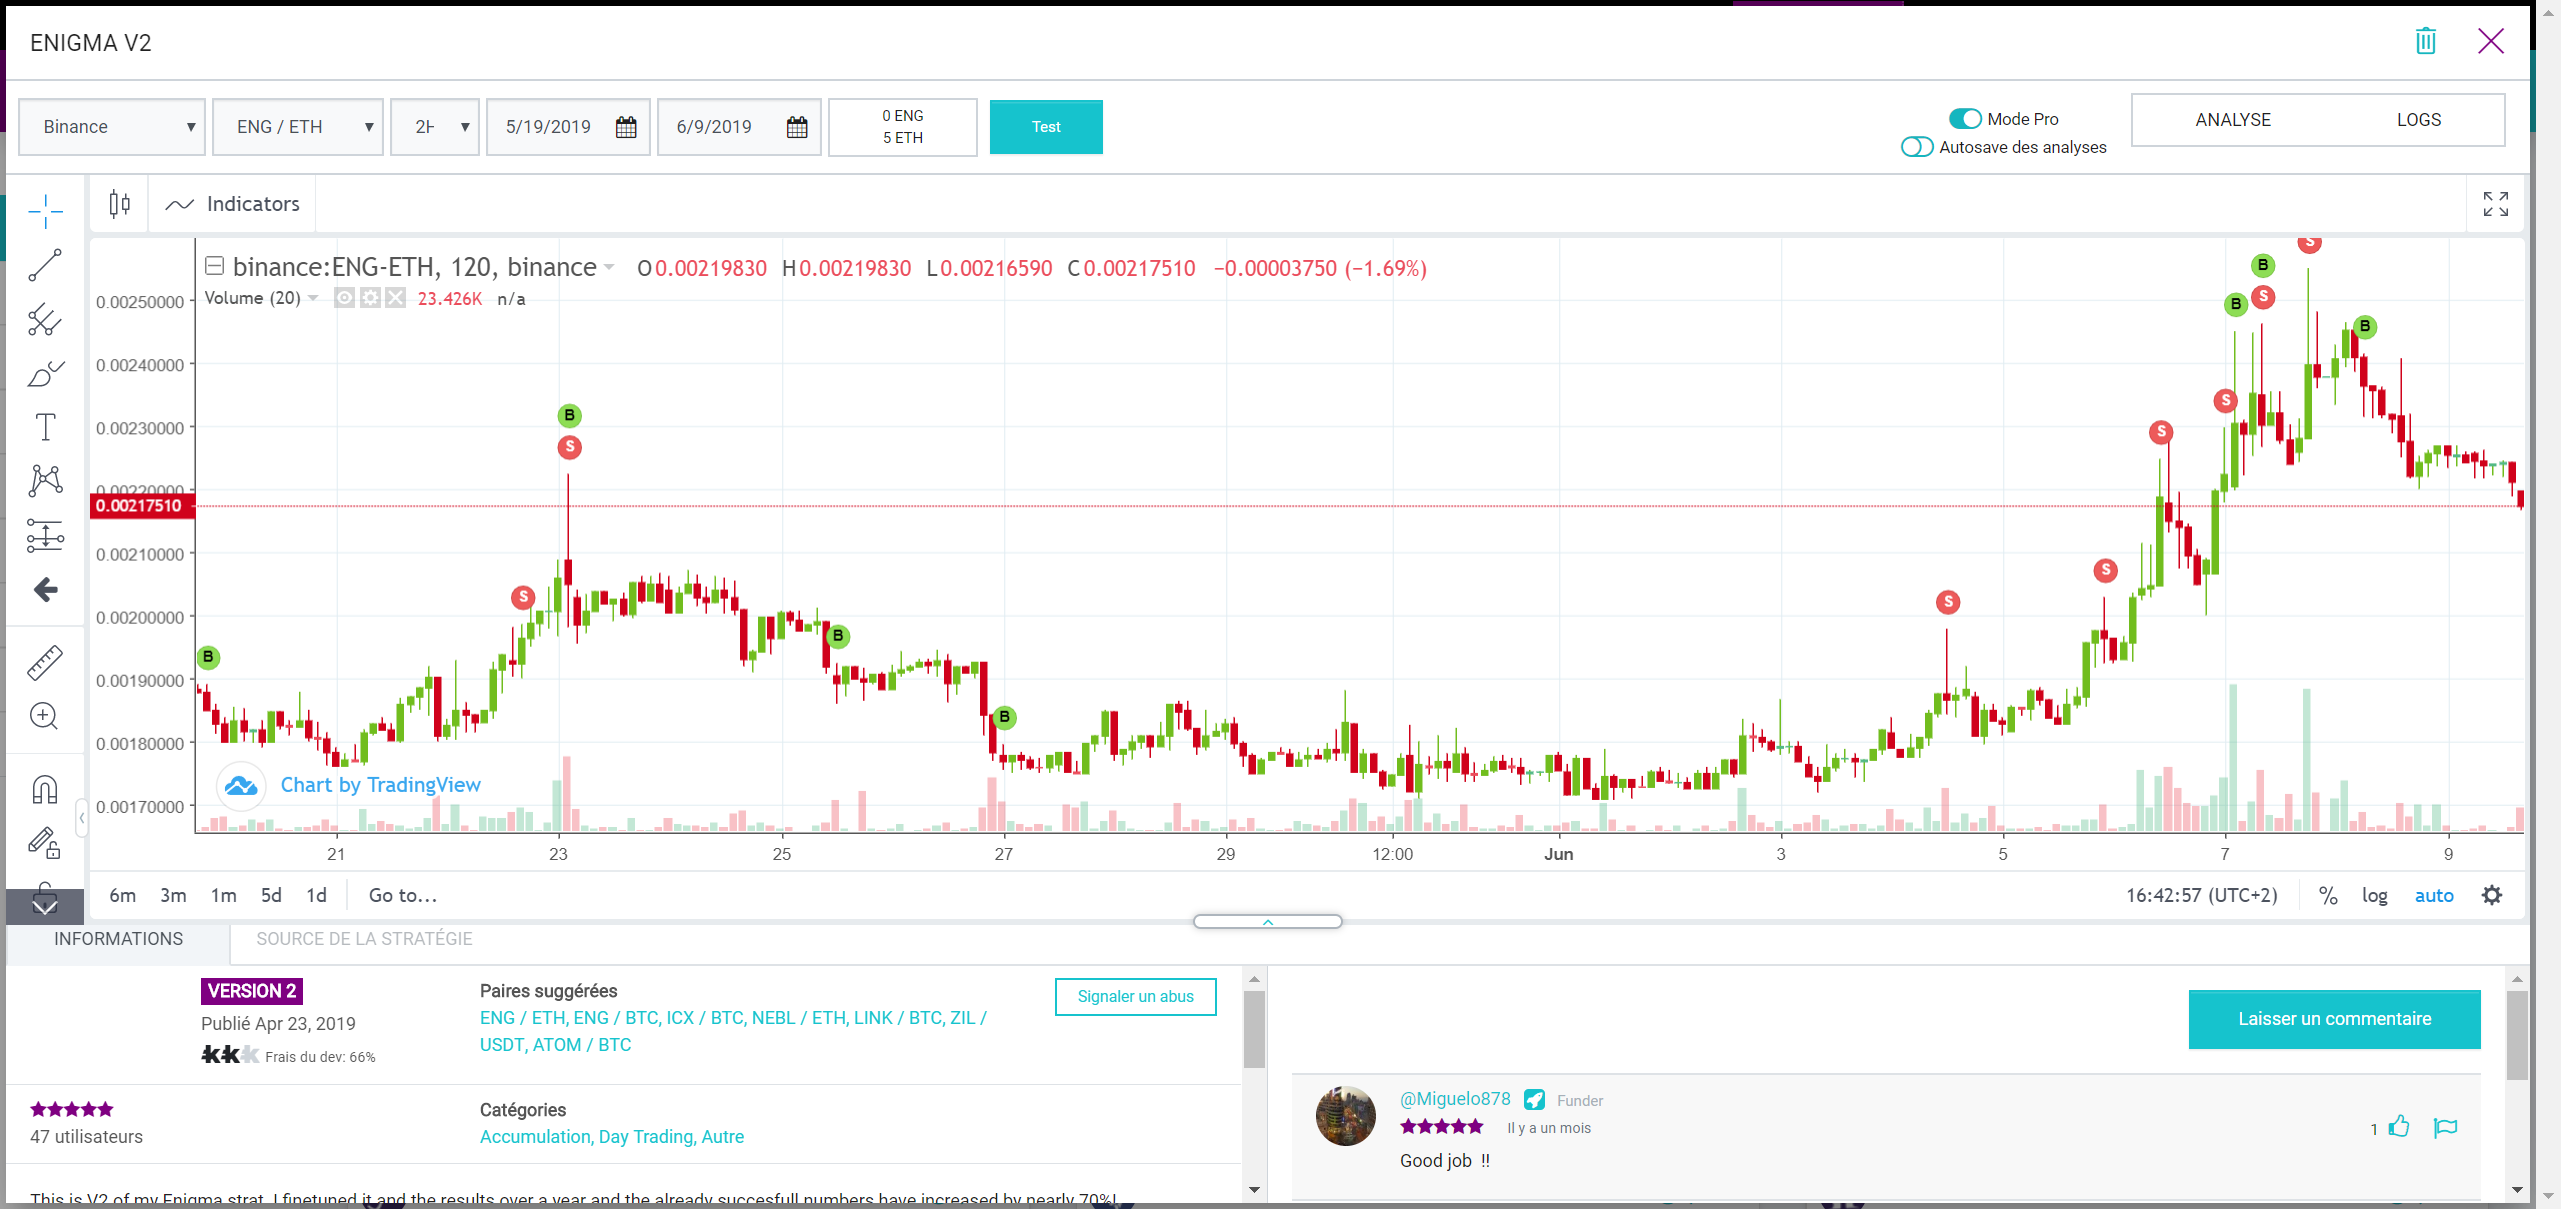 ENIGMA V2
Binance
ENG / ETH
2H
5/19/2019
6/9/2019
0 ENG
5 ETH
Test
Mode Pro
Autosave des analyses
ANALYSE
LOGS
Indicators
binance:ENG-ETH, 120, binance
O 0.00219830 H 0.00219830 L 0.00216590 C 0.00217510 −0.00003750 (−1.69%)
Volume (20)
23.426K n/a
0.00250000
0.00240000
0.00230000
0.00220000
0.00217510
0.00210000
0.00200000
0.00190000
0.00180000
0.00170000
B
S
B
S
B
B
S
S
S
S
B
B
S
S
B
Chart by TradingView
21
23
25
27
29
12:00
Jun
3
5
7
9
6m 3m 1m 5d 1d
Go to...
16:42:57 (UTC+2)
%
log
auto
INFORMATIONS
SOURCE DE LA STRATÉGIE
VERSION 2
Publié Apr 23, 2019
Frais du dev: 66%
Paires suggérées
ENG / ETH, ENG / BTC, ICX / BTC, NEBL / ETH, LINK / BTC, ZIL /
USDT, ATOM / BTC
Signaler un abus
47 utilisateurs
Catégories
Accumulation, Day Trading, Autre
This is V2 of my Enigma strat. I finetuned it and the results over a year and the already succesfull numbers have increased by nearly 70%!
Laisser un commentaire
@Miguelo878
Funder
Il y a un mois
1
Good job !!